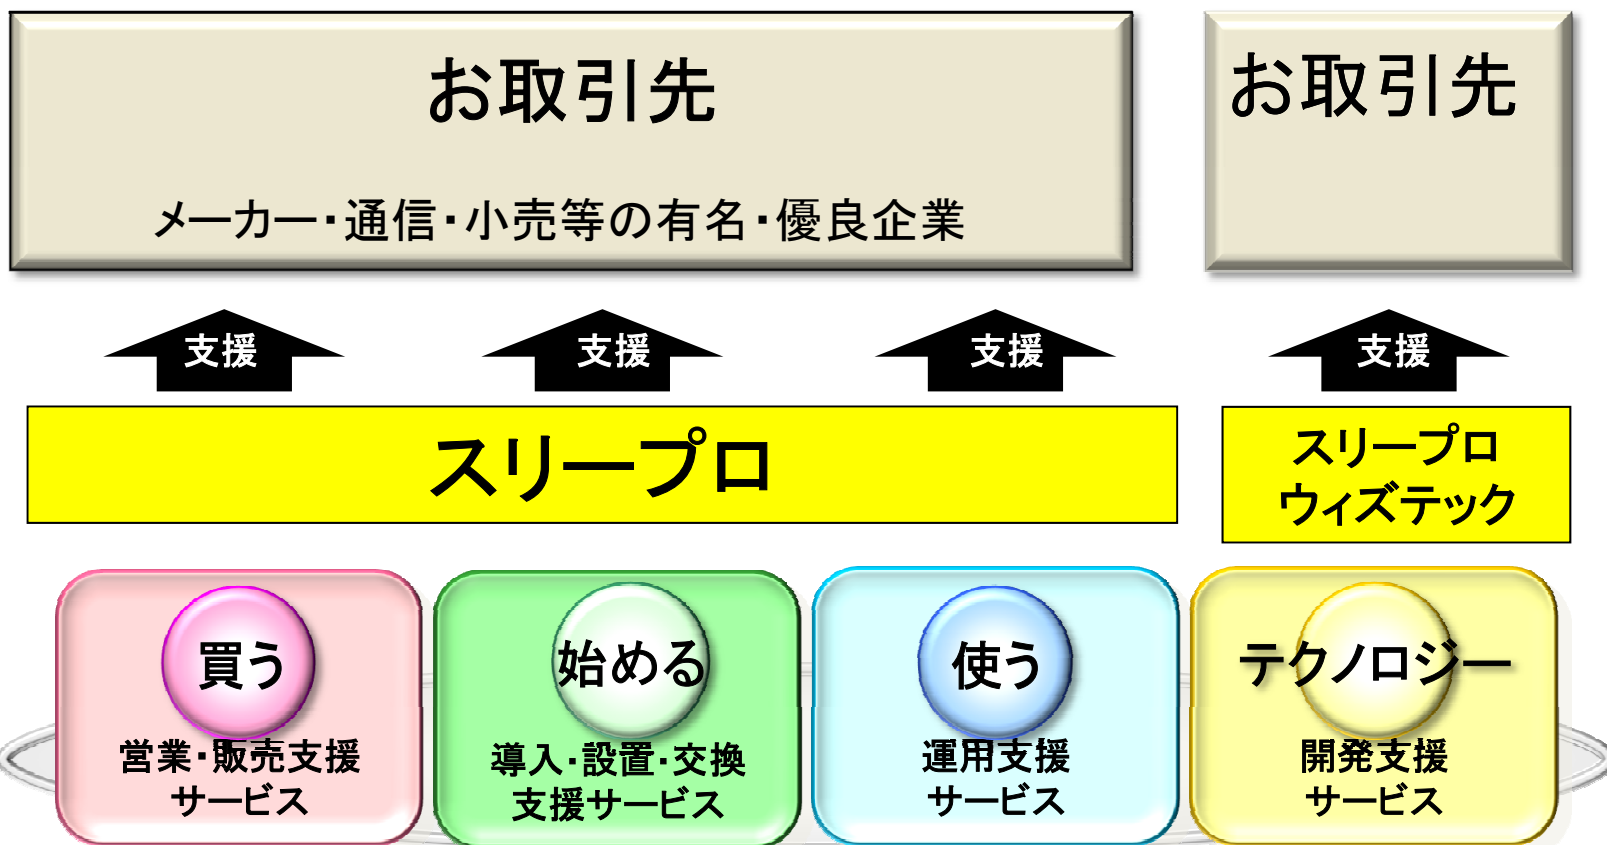 お取引先
メーカー・通信・小売等の有名・優良企業
お取引先
支援
支援
支援
支援
スリープロ
スリープロ
ウィズテック
買う
営業・販売支援
サービス
始める
導入・設置・交換
支援サービス
使う
運用支援
サービス
テクノロジー
開発支援
サービス